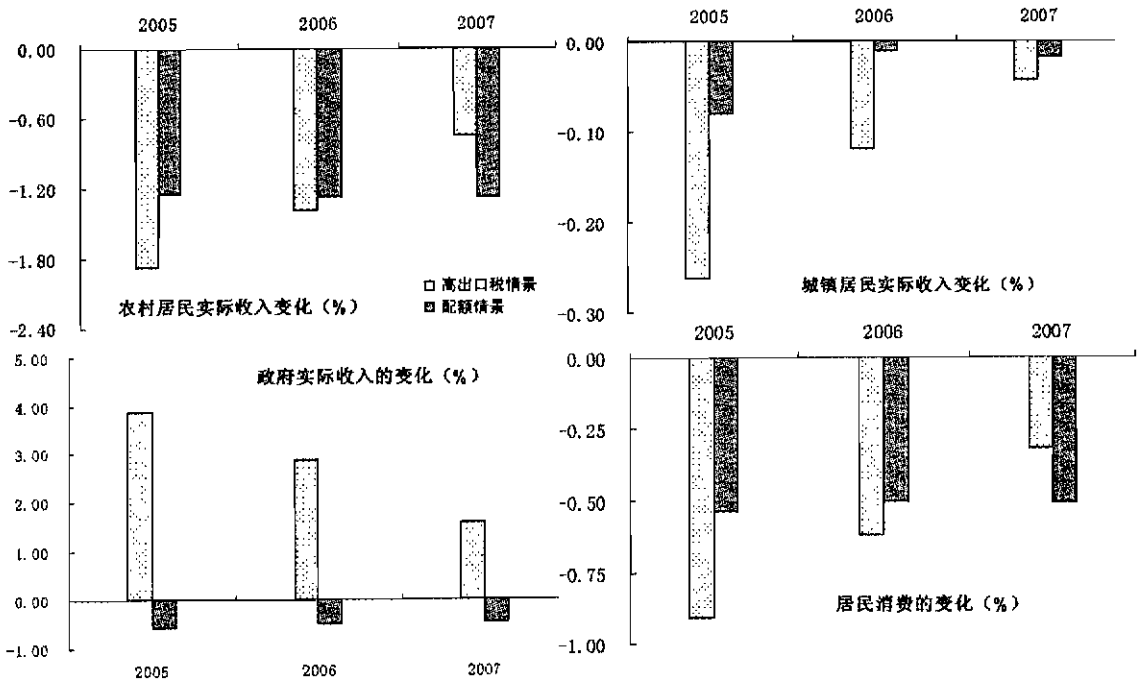 2005 2006 2007
0.00
-0.60
-1.20
-1.80
-2.40
□ 高出口税情景
■ 配额情景
农村居民实际收入变化（%）
2005 2006 2007
0.00
-0.10
-0.20
-0.30
城镇居民实际收入变化（%）
5.00
4.00
3.00
2.00
1.00
0.00
-1.00
政府实际收入的变化（%）
2005 2006 2007
2005 2006 2007
0.00
-0.25
-0.50
-0.75
-1.00
居民消费的变化（%）